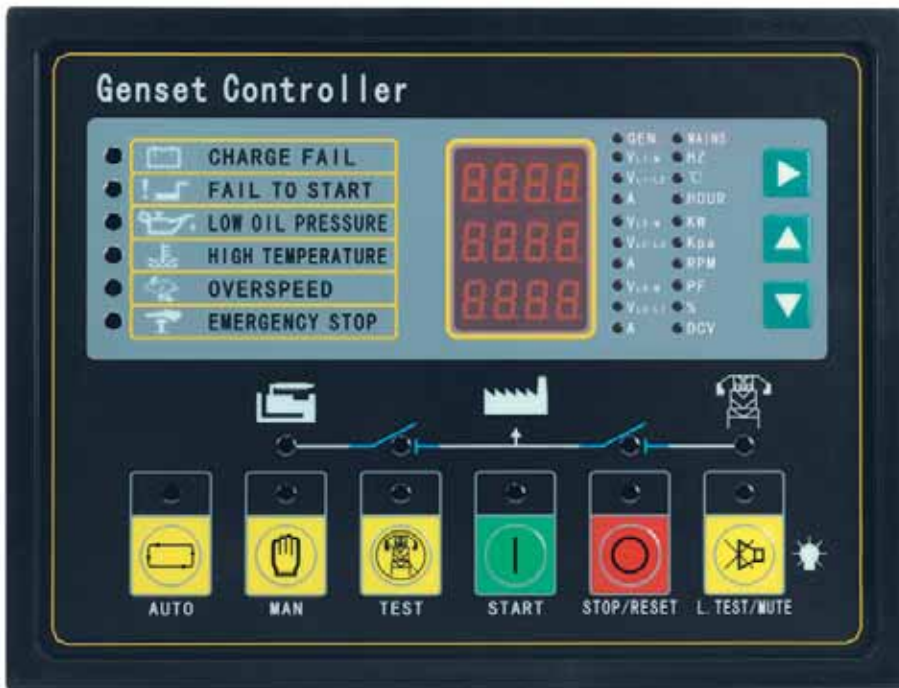 Genset Controller
CHARGE FAIL
FAIL TO START
LOW OIL PRESSURE
HIGH TEMPERATURE
OVERSPEED
EMERGENCY STOP
8888
8888
8888
GEN MAINS
HZ
℃
A HOUR
KW
Kpa
A RPM
PF
%
A DCV
AUTO
MAN
TEST
START
STOP/RESET
L.TEST/MUTE